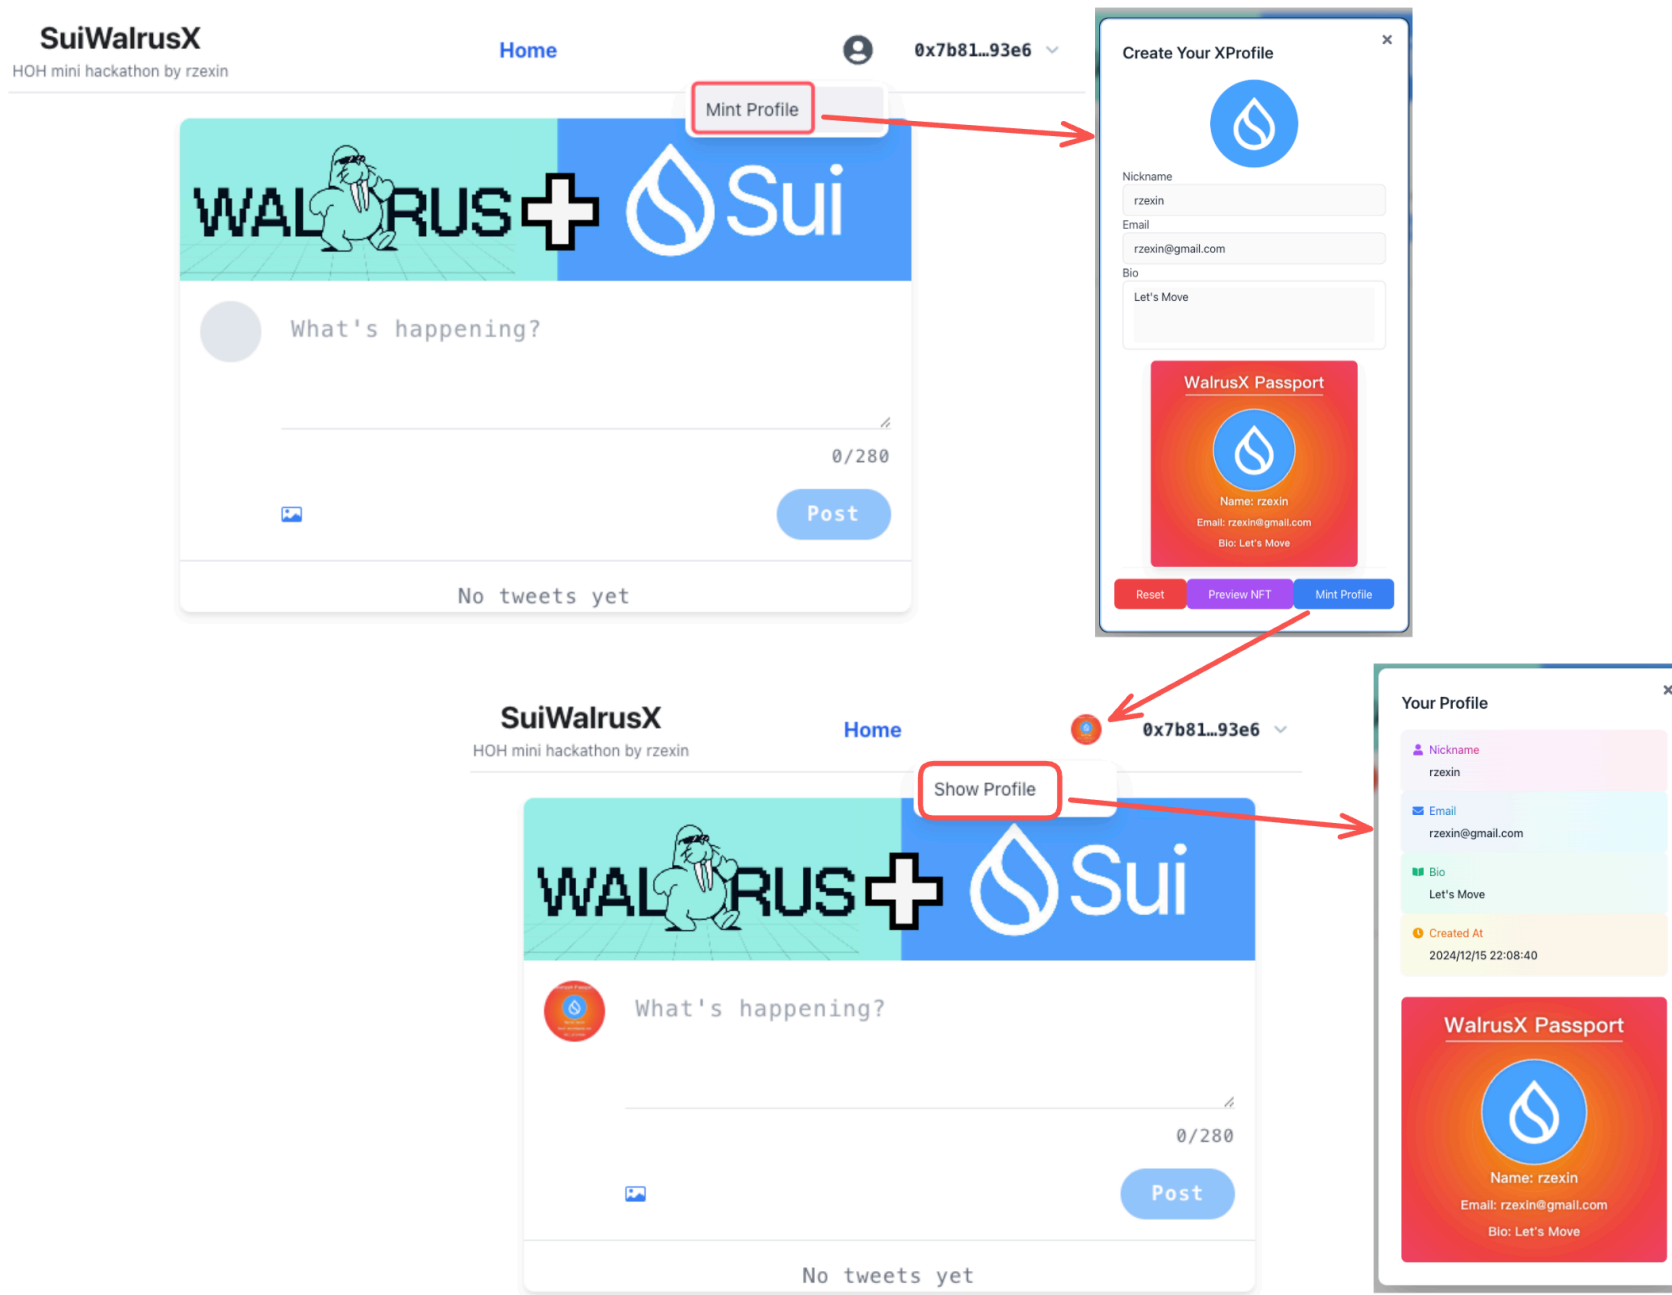 SuiWalrusX
HOH mini hackathon by rzexin
Home
0x7b81…93e6
Mint Profile
WALRUS
Sui
What's happening?
0/280
Post
No tweets yet
Create Your XProfile
Nickname
rzexin
Email
rzexin@gmail.com
Bio
Let's Move
WalrusX Passport
Name: rzexin
Email: rzexin@gmail.com
Bio: Let's Move
Reset
Preview NFT
Mint Profile
SuiWalrusX
HOH mini hackathon by rzexin
Home
0x7b81…93e6
Show Profile
WALRUS
Sui
What's happening?
0/280
Post
No tweets yet
Your Profile
Nickname
rzexin
Email
rzexin@gmail.com
Bio
Let's Move
Created At
2024/12/15 22:08:40
WalrusX Passport
Name: rzexin
Email: rzexin@gmail.com
Bio: Let's Move